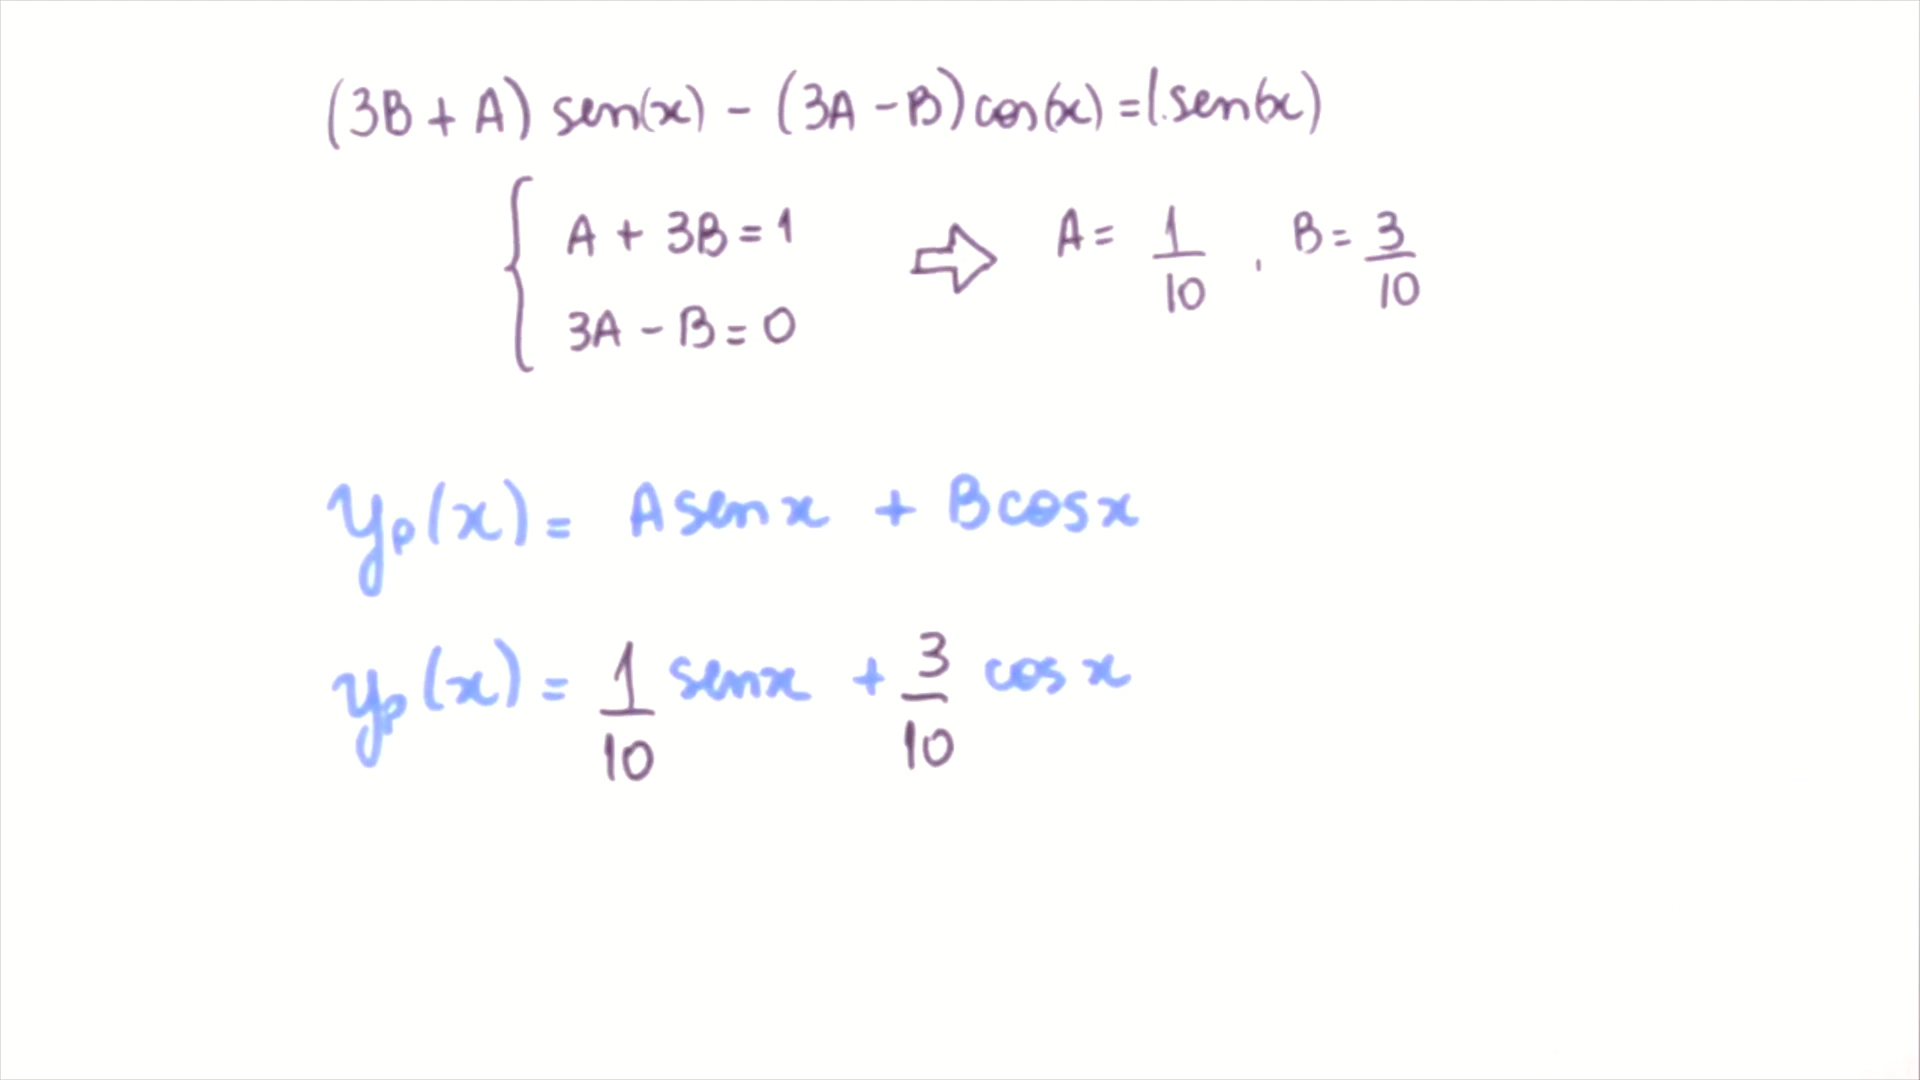 (3B + A) sen(x) - (3A - B) cos(x) = 1.sen(x)
A + 3B = 1 ⇨ A = 1/10 , B = 3/10
3A - B = 0
yₚ(x) = A sen x + B cos x
yₚ(x) = 1/10 sen x + 3/10 cos x